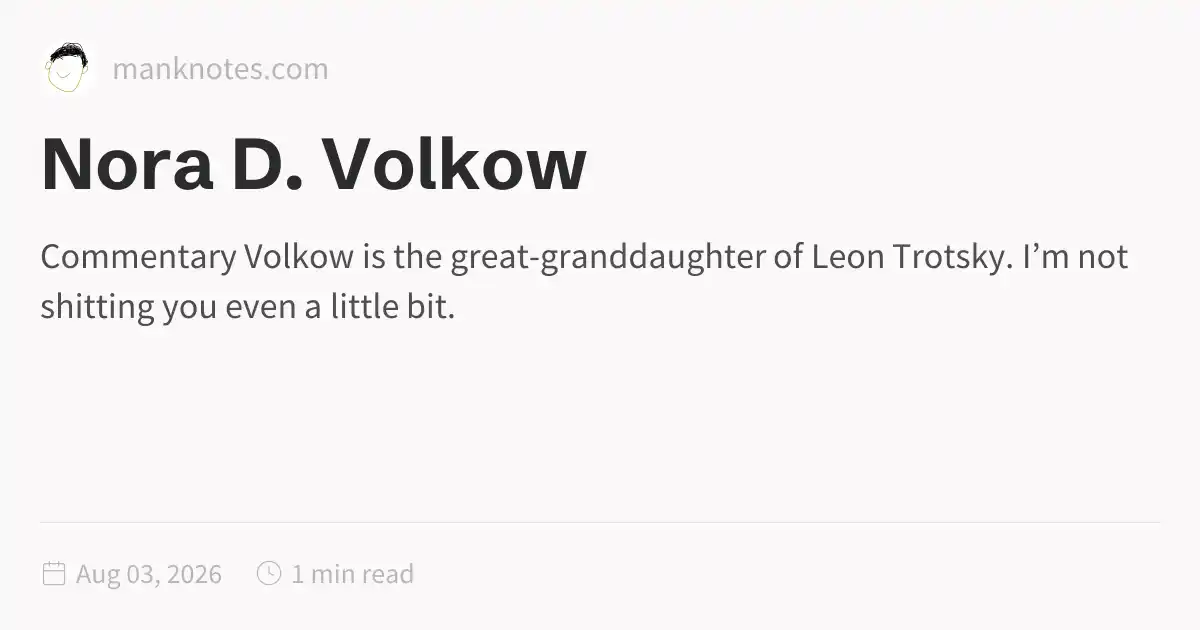 manknotes.com
Nora D. Volkow
Commentary Volkow is the great-granddaughter of Leon Trotsky. I’m not
shitting you even a little bit.
Aug 03, 2026 1 min read